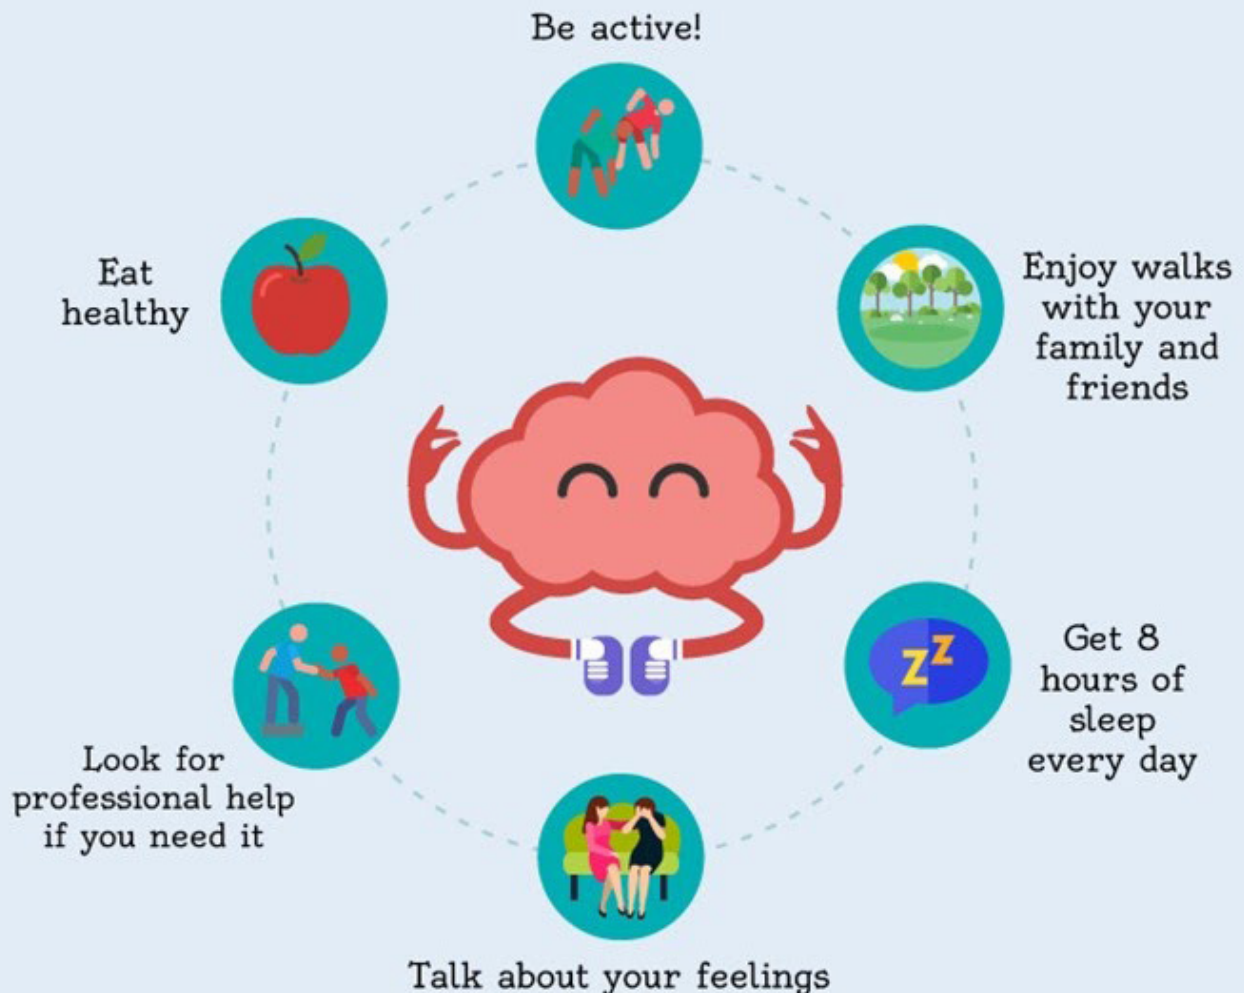 Be active!
Enjoy walks
with your
family and
friends
Get 8
hours of
sleep
every day
Talk about your feelings
Look for
professional help
if you need it
Eat
healthy
zz